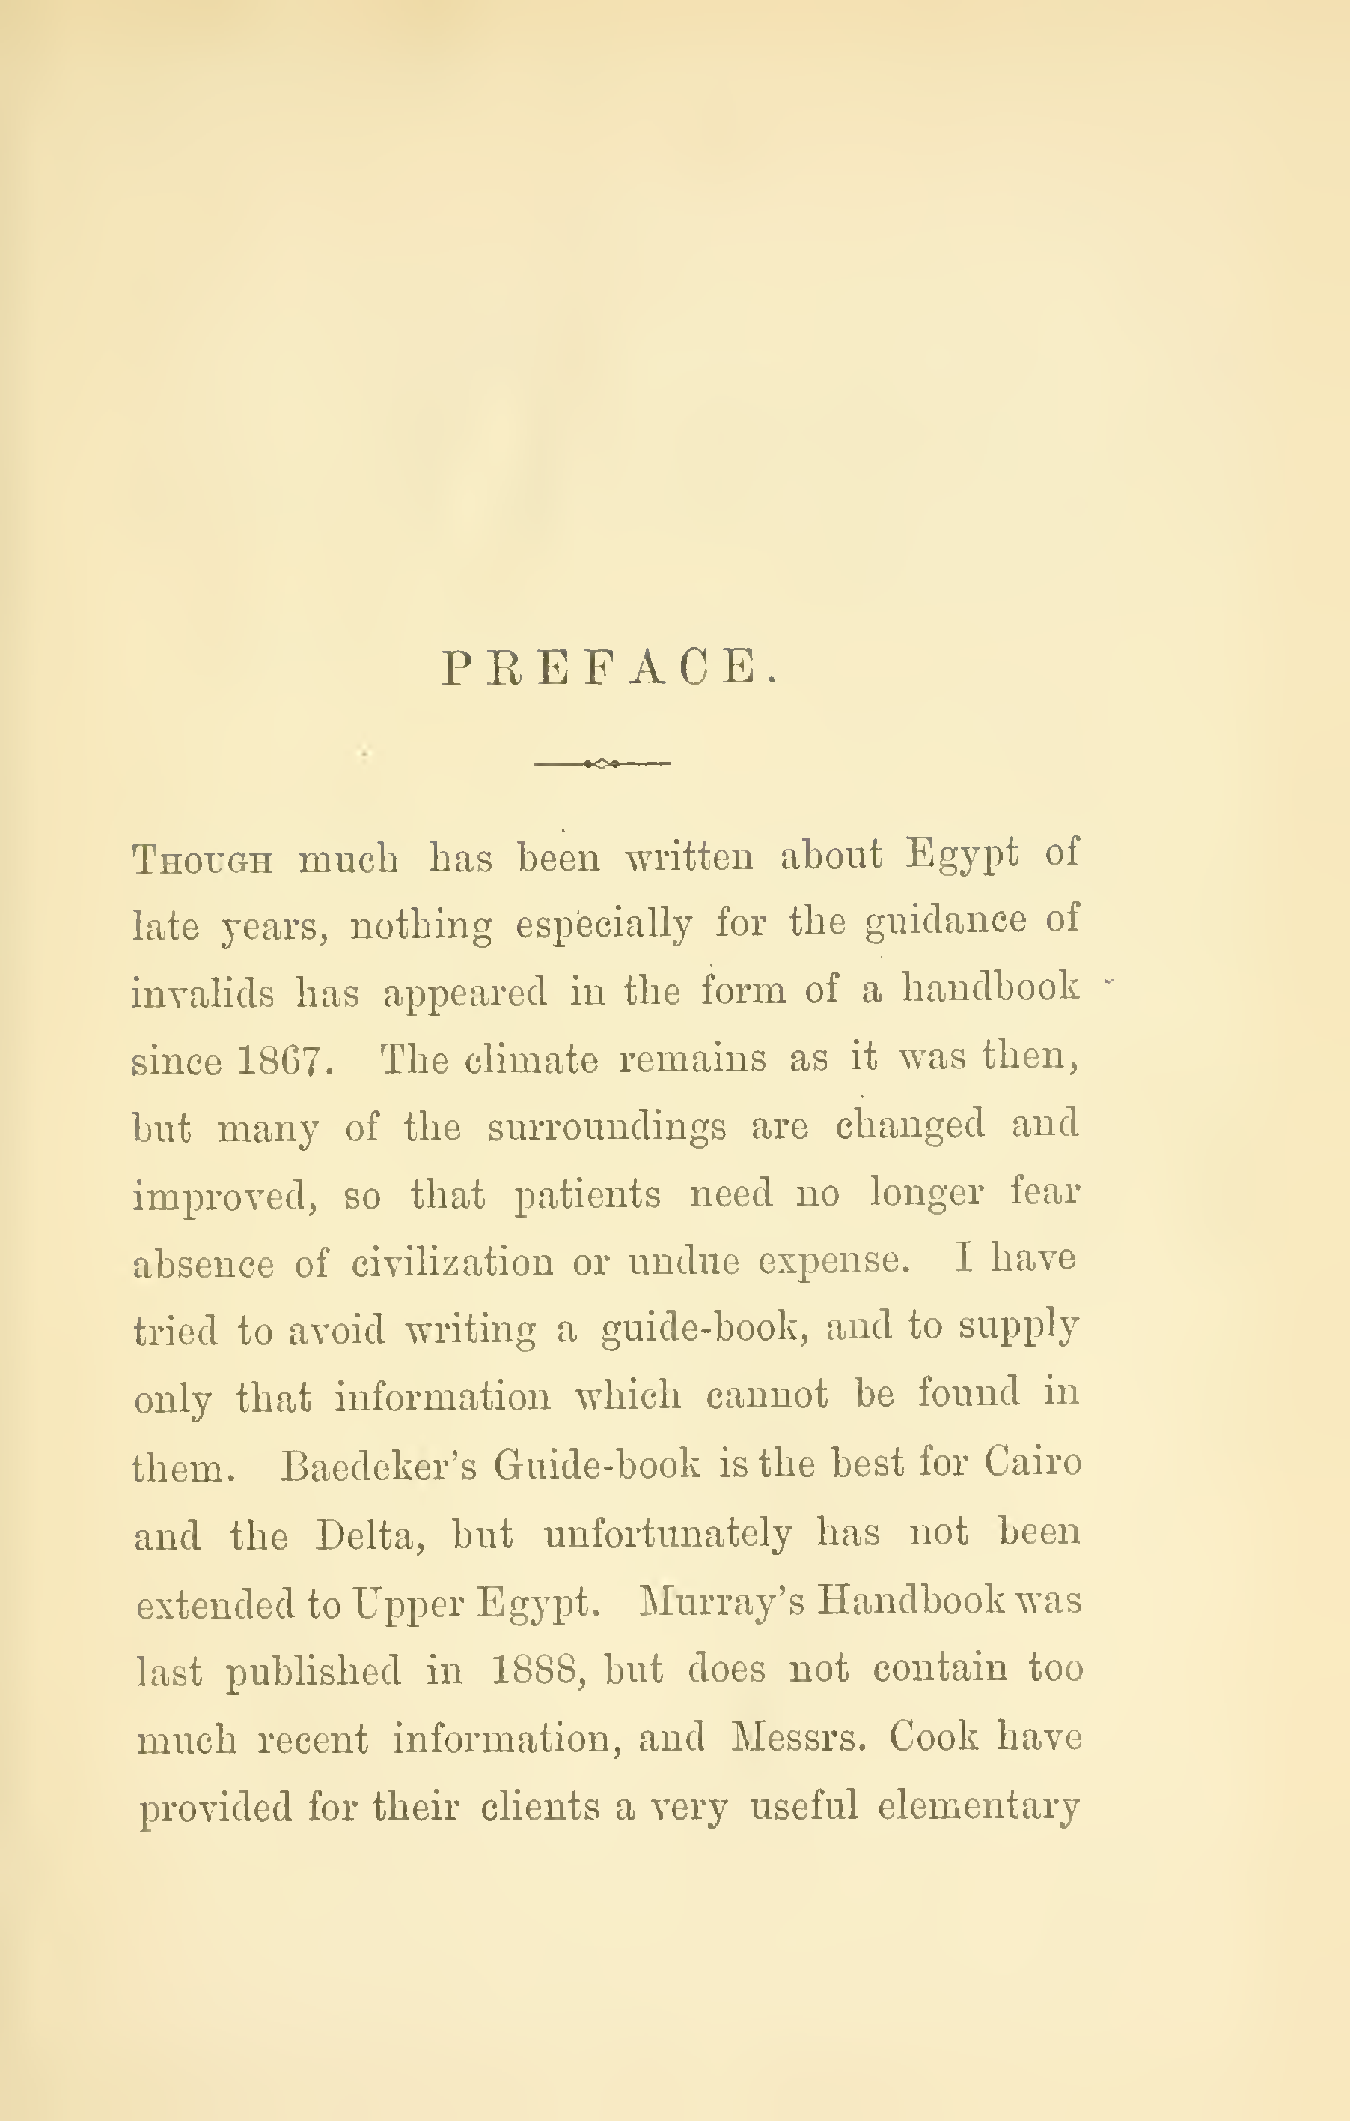 PREFACE.
THOUGH much has been written about Egypt of
late years, nothing especially for the guidance of
invalids has appeared in the form of a handbook
since 1867. The climate remains as it was then,
but many of the surroundings are changed and
improved, so that patients need no longer fear
absence of civilization or undue expense. I have
tried to avoid writing a guide-book, and to supply
only that information which cannot be found in
them. Baedeker's Guide-book is the best for Cairo
and the Delta, but unfortunately has not been
extended to Upper Egypt. Murray's Handbook was
last published in 1888, but does not contain too
much recent information, and Messrs. Cook have
provided for their clients a very useful elementary